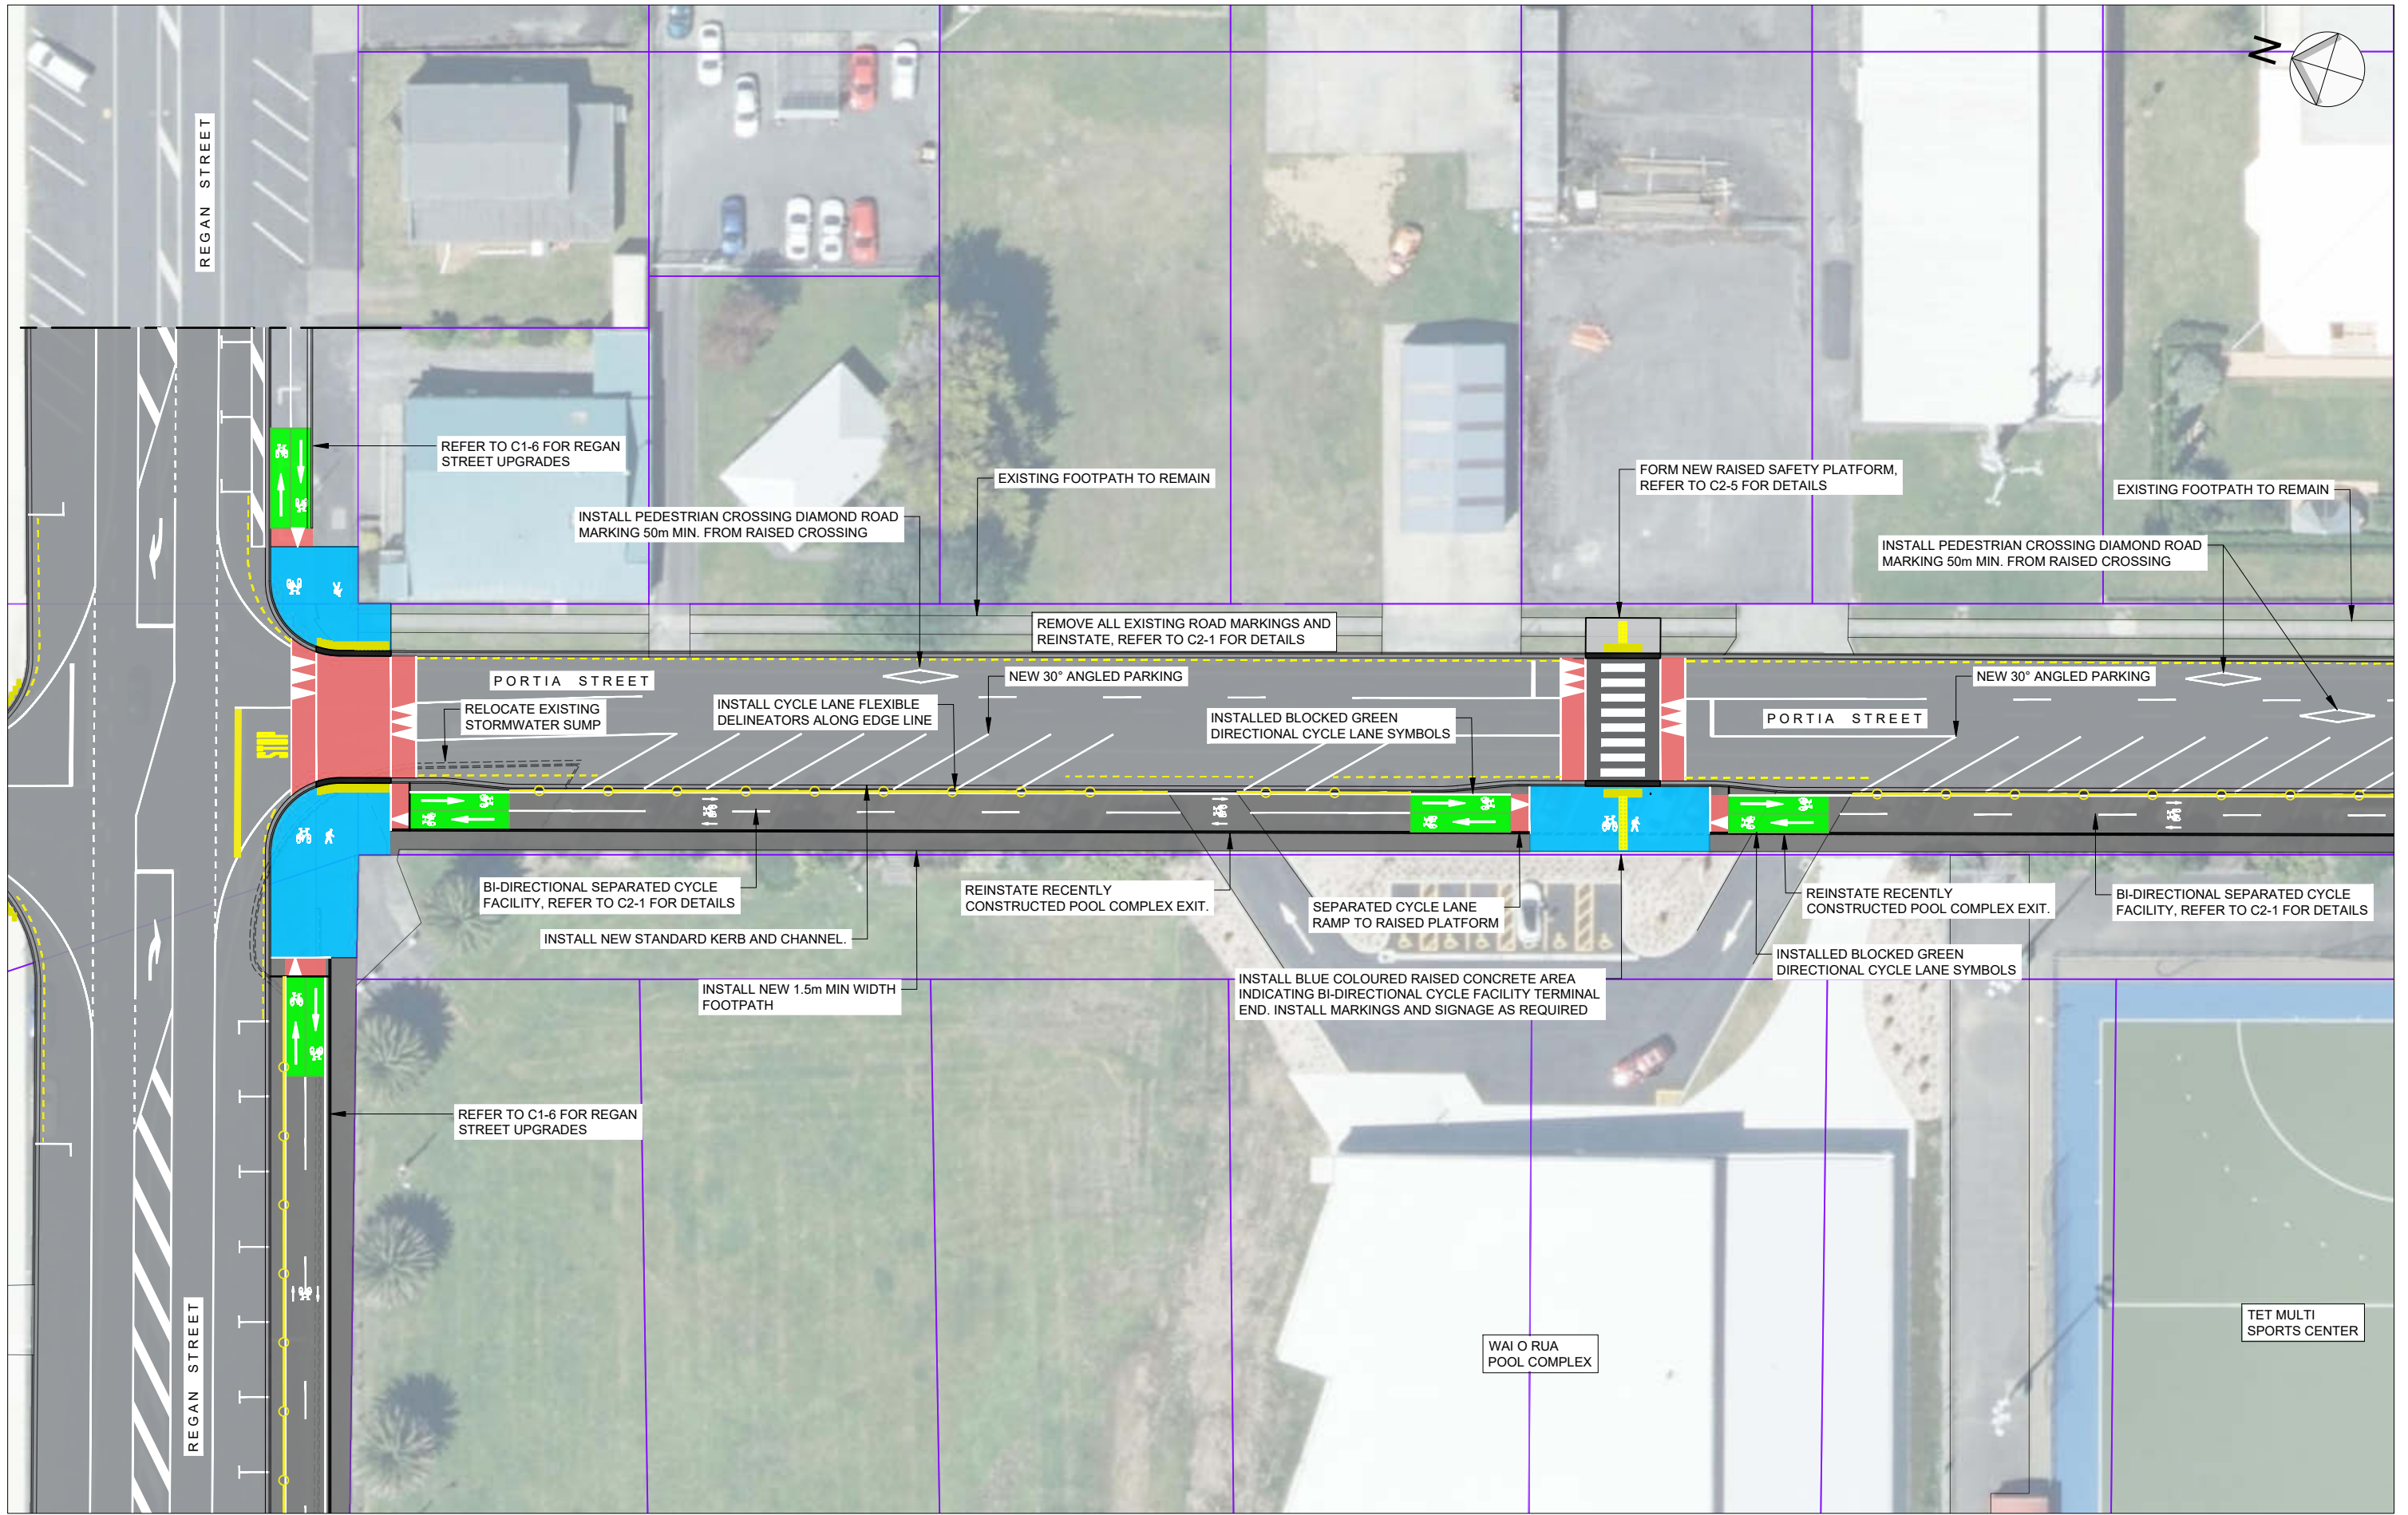 N
REGAN STREET
REFER TO C1-6 FOR REGAN
STREET UPGRADES
EXISTING FOOTPATH TO REMAIN
FORM NEW RAISED SAFETY PLATFORM,
REFER TO C2-5 FOR DETAILS
EXISTING FOOTPATH TO REMAIN
INSTALL PEDESTRIAN CROSSING DIAMOND ROAD
MARKING 50m MIN. FROM RAISED CROSSING
INSTALL PEDESTRIAN CROSSING DIAMOND ROAD
MARKING 50m MIN. FROM RAISED CROSSING
REMOVE ALL EXISTING ROAD MARKINGS AND
REINSTATE, REFER TO C2-1 FOR DETAILS
PORTIA STREET
NEW 30° ANGLED PARKING
NEW 30° ANGLED PARKING
RELOCATE EXISTING
STORMWATER SUMP
INSTALL CYCLE LANE FLEXIBLE
DELINEATORS ALONG EDGE LINE
INSTALLED BLOCKED GREEN
DIRECTIONAL CYCLE LANE SYMBOLS
PORTIA STREET
STOP
BI-DIRECTIONAL SEPARATED CYCLE
FACILITY, REFER TO C2-1 FOR DETAILS
REINSTATE RECENTLY
CONSTRUCTED POOL COMPLEX EXIT.
SEPARATED CYCLE LANE
RAMP TO RAISED PLATFORM
REINSTATE RECENTLY
CONSTRUCTED POOL COMPLEX EXIT.
BI-DIRECTIONAL SEPARATED CYCLE
FACILITY, REFER TO C2-1 FOR DETAILS
INSTALL NEW STANDARD KERB AND CHANNEL.
INSTALLED BLOCKED GREEN
DIRECTIONAL CYCLE LANE SYMBOLS
INSTALL NEW 1.5m MIN WIDTH
FOOTPATH
INSTALL BLUE COLOURED RAISED CONCRETE AREA
INDICATING BI-DIRECTIONAL CYCLE FACILITY TERMINAL
END. INSTALL MARKINGS AND SIGNAGE AS REQUIRED
REFER TO C1-6 FOR REGAN
STREET UPGRADES
REGAN STREET
WAI O RUA
POOL COMPLEX
TET MULTI
SPORTS CENTER